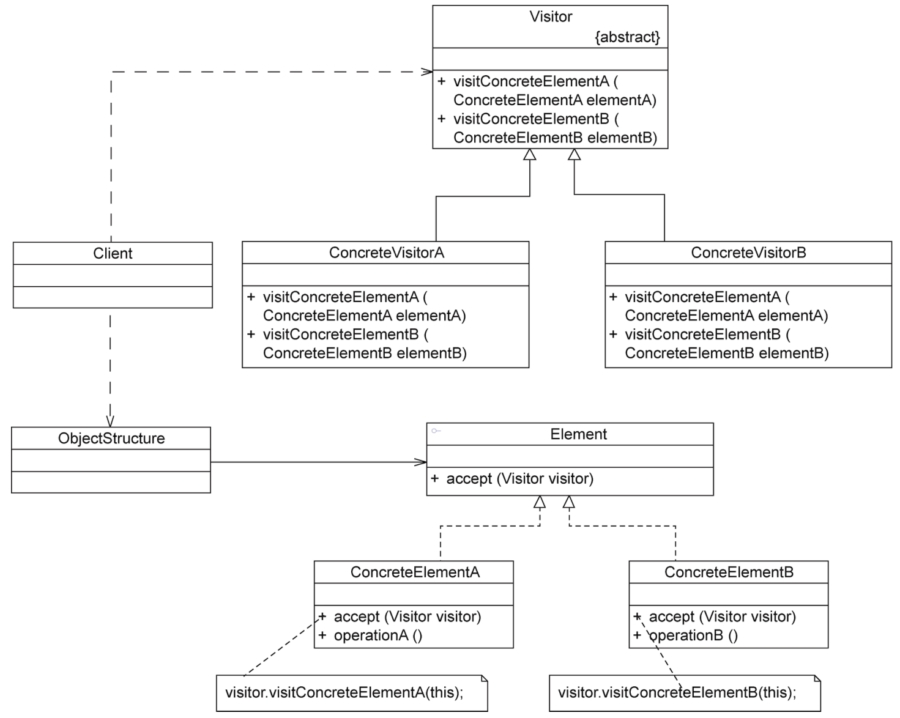 Visitor
{abstract}
+ visitConcreteElementA (
ConcreteElementA elementA)
+ visitConcreteElementB (
ConcreteElementB elementB)
Client
ConcreteVisitorA
+ visitConcreteElementA (
ConcreteElementA elementA)
+ visitConcreteElementB (
ConcreteElementB elementB)
ConcreteVisitorB
+ visitConcreteElementA (
ConcreteElementA elementA)
+ visitConcreteElementB (
ConcreteElementB elementB)
ObjectStructure
Element
+ accept (Visitor visitor)
ConcreteElementA
+ accept (Visitor visitor)
+ operationA ()
ConcreteElementB
+ accept (Visitor visitor)
+ operationB ()
visitor.visitConcreteElementA(this);
visitor.visitConcreteElementB(this);